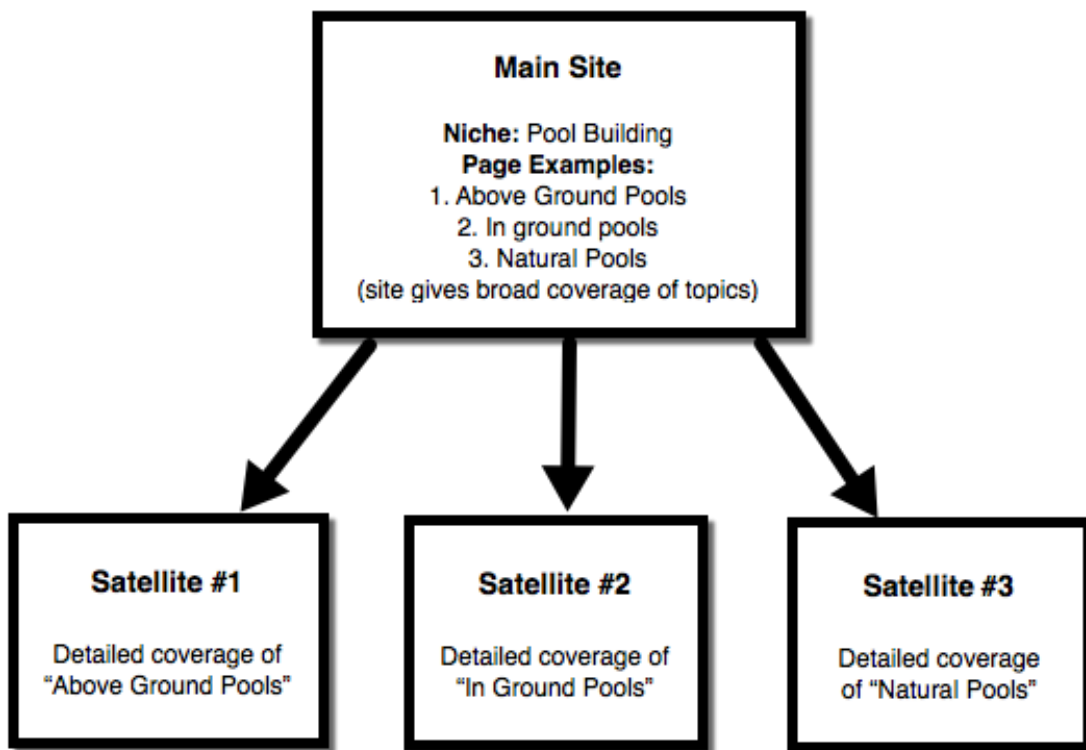 Main Site
Niche: Pool Building
Page Examples:
1. Above Ground Pools
2. In ground pools
3. Natural Pools
(site gives broad coverage of topics)
Satellite #1
Detailed coverage of
“Above Ground Pools”
Satellite #2
Detailed coverage of
“In Ground Pools”
Satellite #3
Detailed coverage
of “Natural Pools”